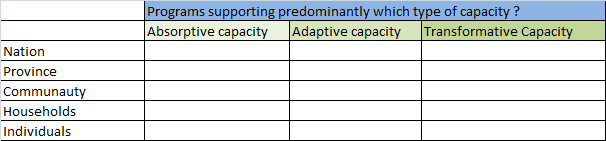 Programs supporting predominantly which type of capacity ?
Absorptive capacity Adaptive capacity Transformative Capacity
Nation
Province
Communauty
Households
Individuals